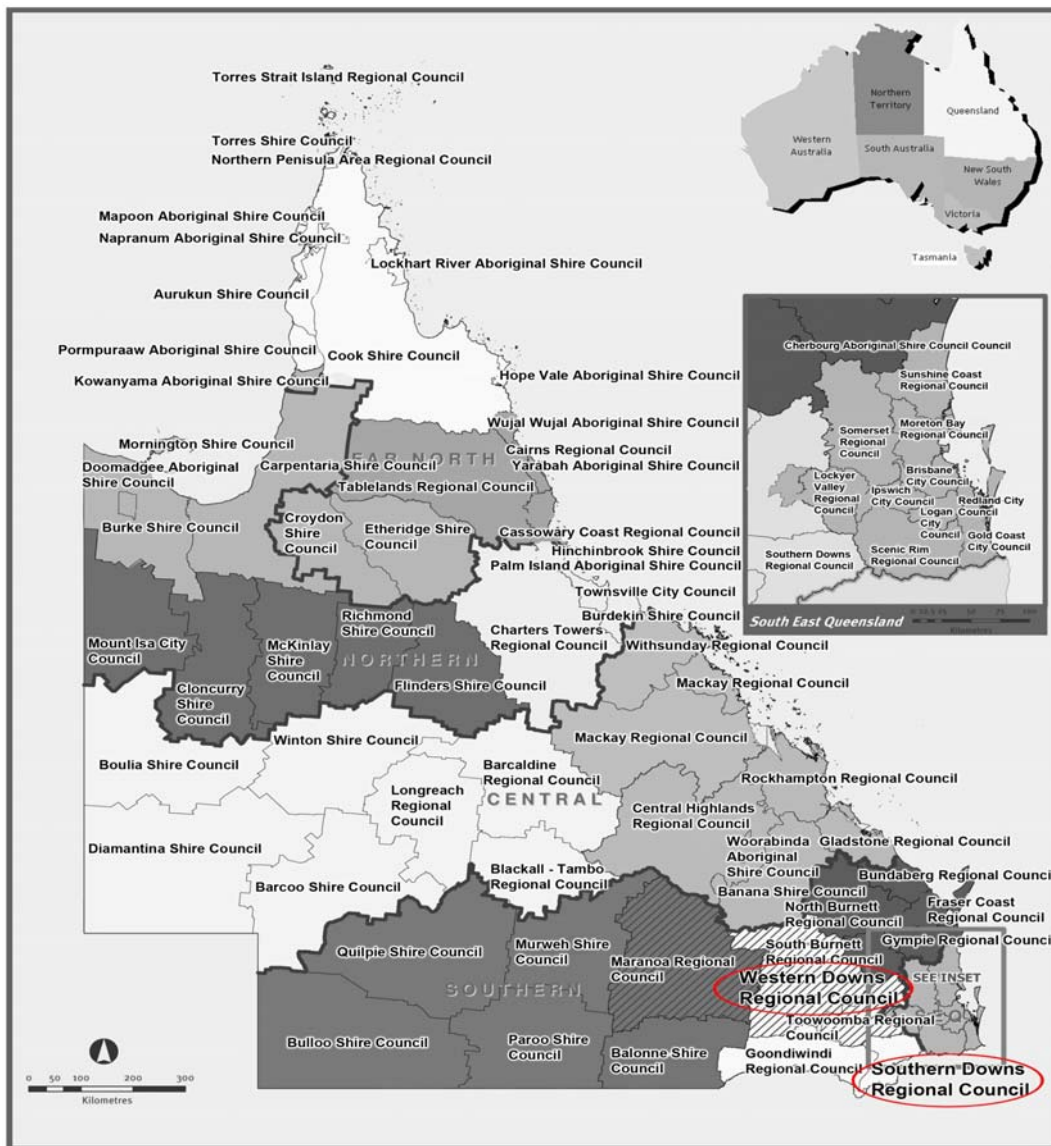 Torres Strait Island Regional Council
Torres Shire Council
Northern Penisula Area Regional Council
Mapoon Aboriginal Shire Council
Napranum Aboriginal Shire Council
Lockhart River Aboriginal Shire Council
Aurukun Shire Council
Pormpuraaw Aboriginal Shire Council
Cook Shire Council
Kowanyama Aboriginal Shire Council
Hope Vale Aboriginal Shire Council
Wujal Wujal Aboriginal Shire Council
Mornington Shire Council
Cairns Regional Council
Doomadgee Aboriginal
Shire Council
Carpentaria Shire Council
FAR NORTH
Yarabah Aboriginal Shire Council
Tablelands Regional Council
Burke Shire Council
Croydon
Shire
Council
Etheridge Shire
Council
Cassowary Coast Regional Council
Hinchinbrook Shire Council
Palm Island Aboriginal Shire Council
Townsville City Council
Burdekin Shire Council
Richmond
Shire Council
Charters Towers
Regional Council
Withsunday Regional Council
Mount Isa City
Council
McKinlay
Shire
Council
NORTHERN
Flinders Shire Council
Mackay Regional Council
Cloncurry
Shire
Council
Winton Shire Council
Mackay Regional Council
Boulia Shire Council
Barcaldine
Regional Council
Longreach
Regional
Council
CENTRAL
Rockhampton Regional Council
Central Highlands
Regional Council
Diamantina Shire Council
Woorabinda
Aboriginal
Shire Council
Gladstone Regional Council
Barcoo Shire Council
Blackall - Tambo
Regional Council
Bundaberg Regional Council
Banana Shire Council
North Burnett
Regional Council
Fraser Coast
Regional Council
Quilpie Shire Council
Murweh Shire
Council
Maranoa Regional
Council
South Burnett
Regional Council
Gympie Regional Council
SEE INSET
Western Downs
Regional Council
SOUTHERN
SEQ
Toowoomba Regional
Council
Bulloo Shire Council
Paroo Shire
Council
Balonne Shire
Council
Goondiwindi
Regional Council
Southern Downs
Regional Council
0 50 100 200 300
Kilometres
Northern
Territory
Queensland
Western
Australia
South Australia
New South
Wales
Victoria
Tasmania
Cherbourg Aboriginal Shire Council Council
Sunshine Coast
Regional Council
Somerset
Regional
Council
Moreton Bay
Regional Council
Lockyer
Valley
Regional
Council
Brisbane
City Council
Ipswich
City Council
Redland City
Council
Logan
City
Council
Gold Coast
City Council
Southern Downs
Regional Council
Scenic Rim
Regional Council
South East Queensland
Kilometres